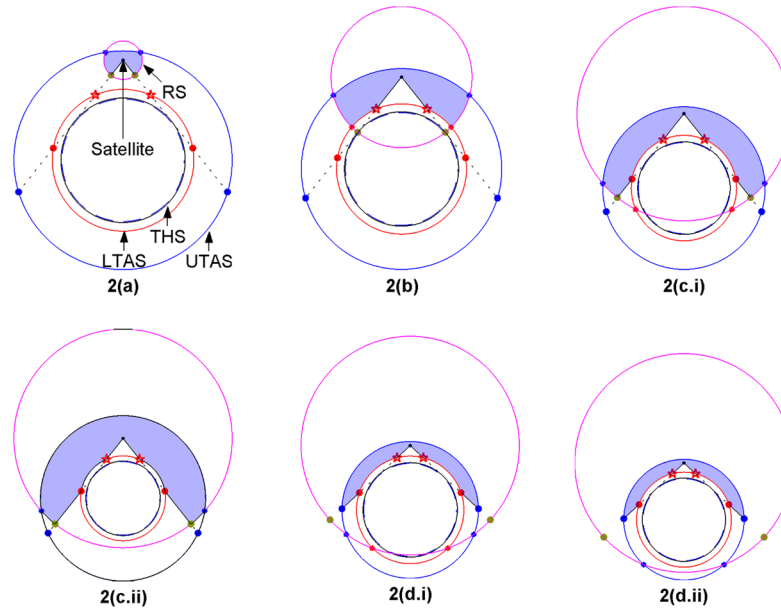 RS
Satellite
THS
LTAS
UTAS
2(a)
2(b)
2(c.i)
2(c.ii)
2(d.i)
2(d.ii)